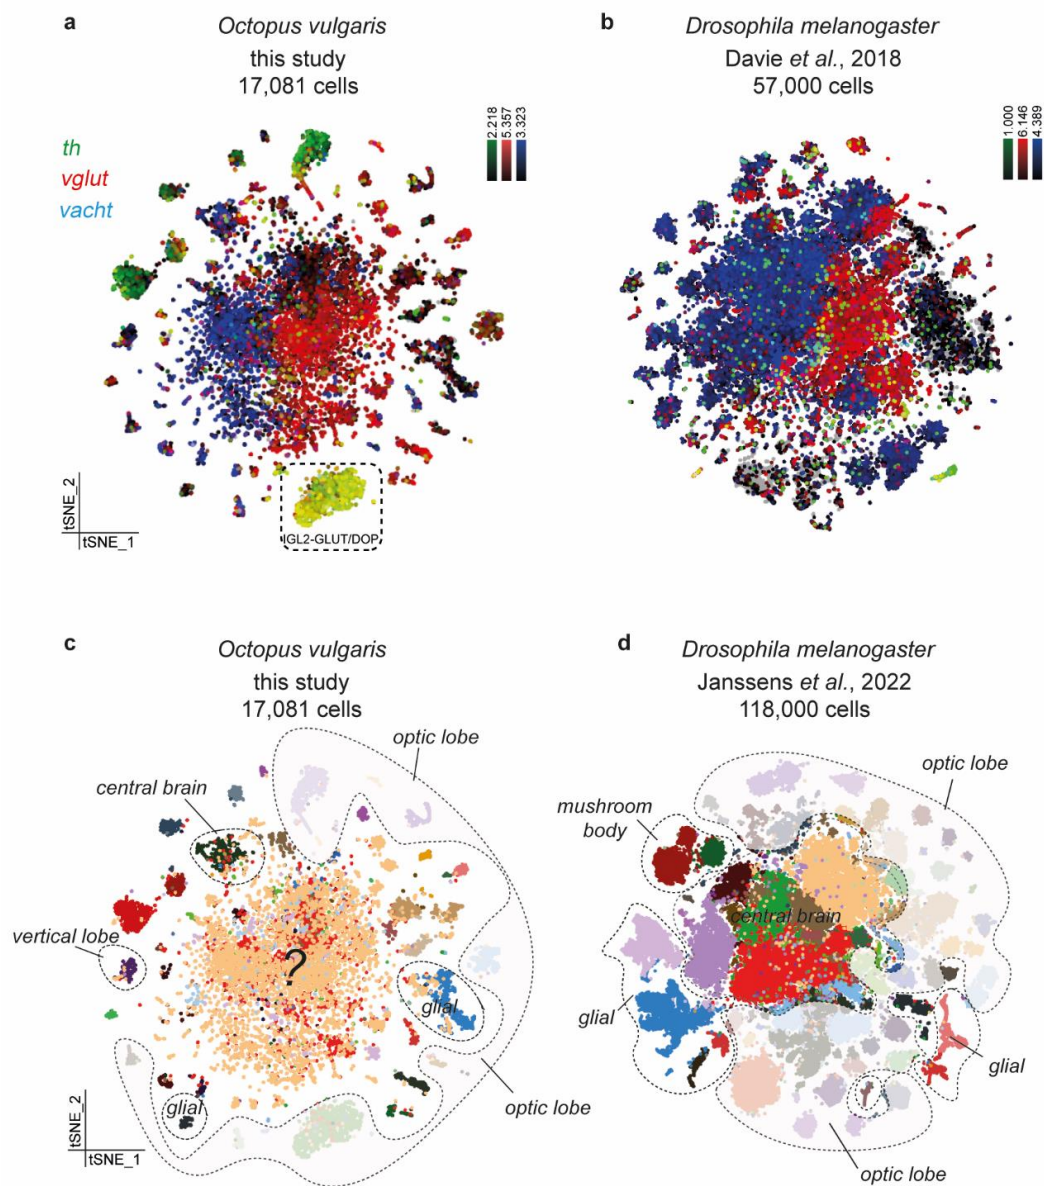 a
Octopus vulgaris
this study
17,081 cells
th
vglut
vacht
2.218
5.357
3.323
IGL2-GLUT/DOP
tSNE_2
tSNE_1
b
Drosophila melanogaster
Davie et al., 2018
57,000 cells
1.000
6.146
4.389
c
Octopus vulgaris
this study
17,081 cells
optic lobe
central brain
vertical lobe
?
glial
glial
optic lobe
tSNE_2
tSNE_1
d
Drosophila melanogaster
Janssens et al., 2022
118,000 cells
optic lobe
mushroom
body
central brain
glial
glial
optic lobe